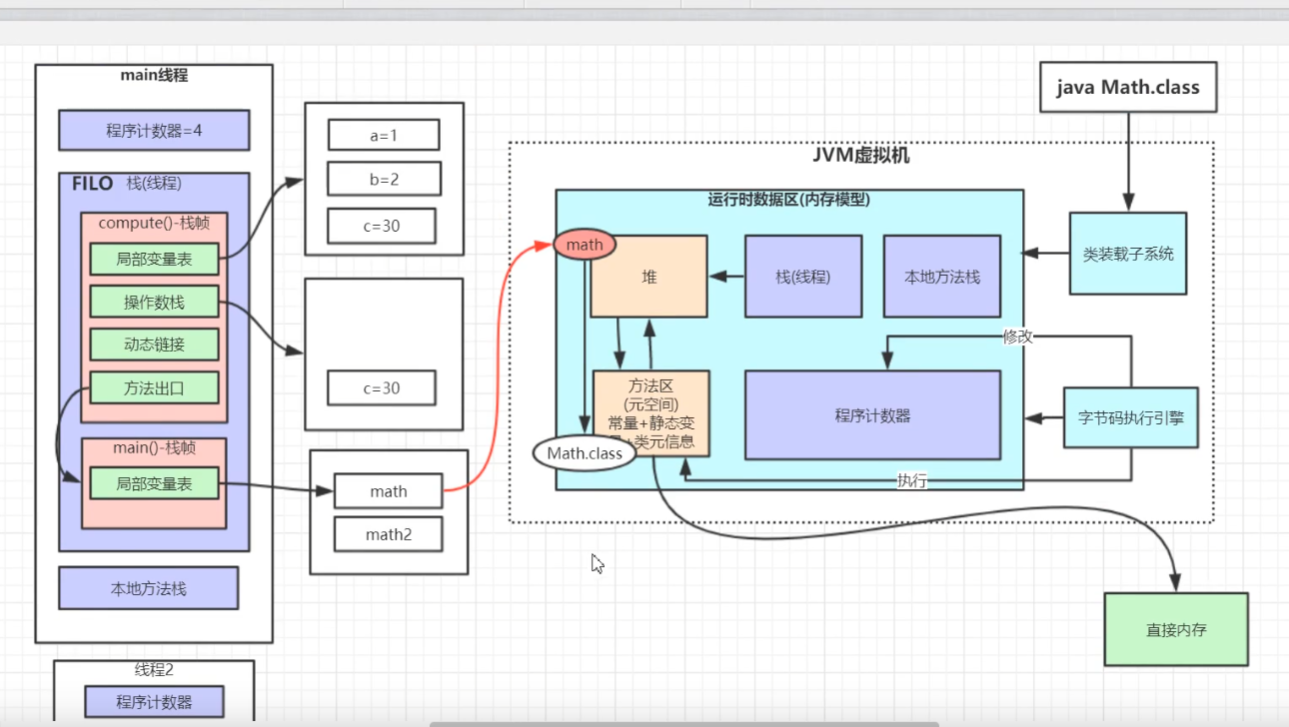 main线程
程序计数器=4
FILO 栈(线程)
compute()-栈帧
局部变量表
操作数栈
动态链接
方法出口
main()-栈帧
局部变量表
本地方法栈
线程2
程序计数器
a=1
b=2
c=30
c=30
math
math2
java Math.class
JVM虚拟机
运行时数据区(内存模型)
math
堆
栈(线程)
本地方法栈
类装载子系统
修改
方法区
(元空间)
常量+静态变
+类元信息
Math.class
程序计数器
字节码执行引擎
执行
直接内存